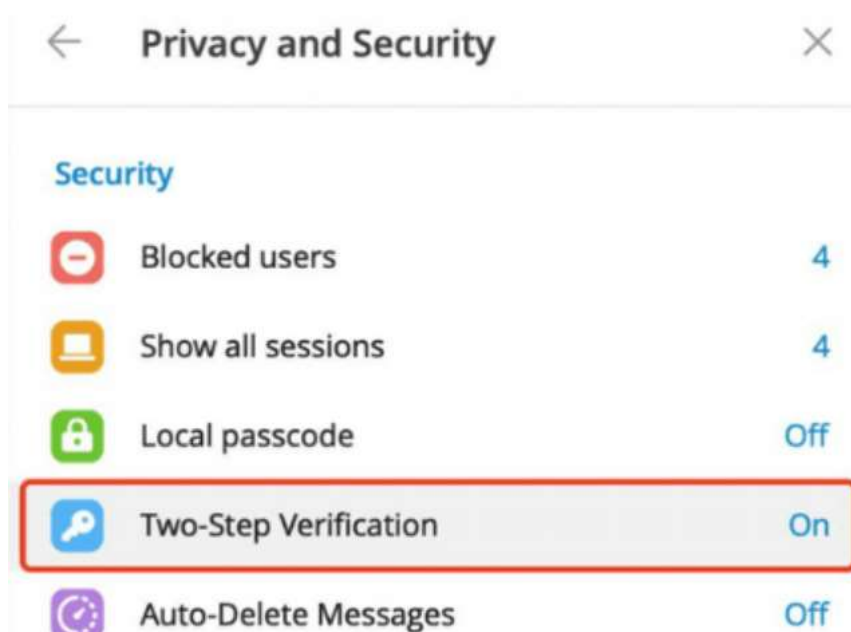 Privacy and Security
Security
Blocked users 4
Show all sessions 4
Local passcode Off
Two-Step Verification On
Auto-Delete Messages Off